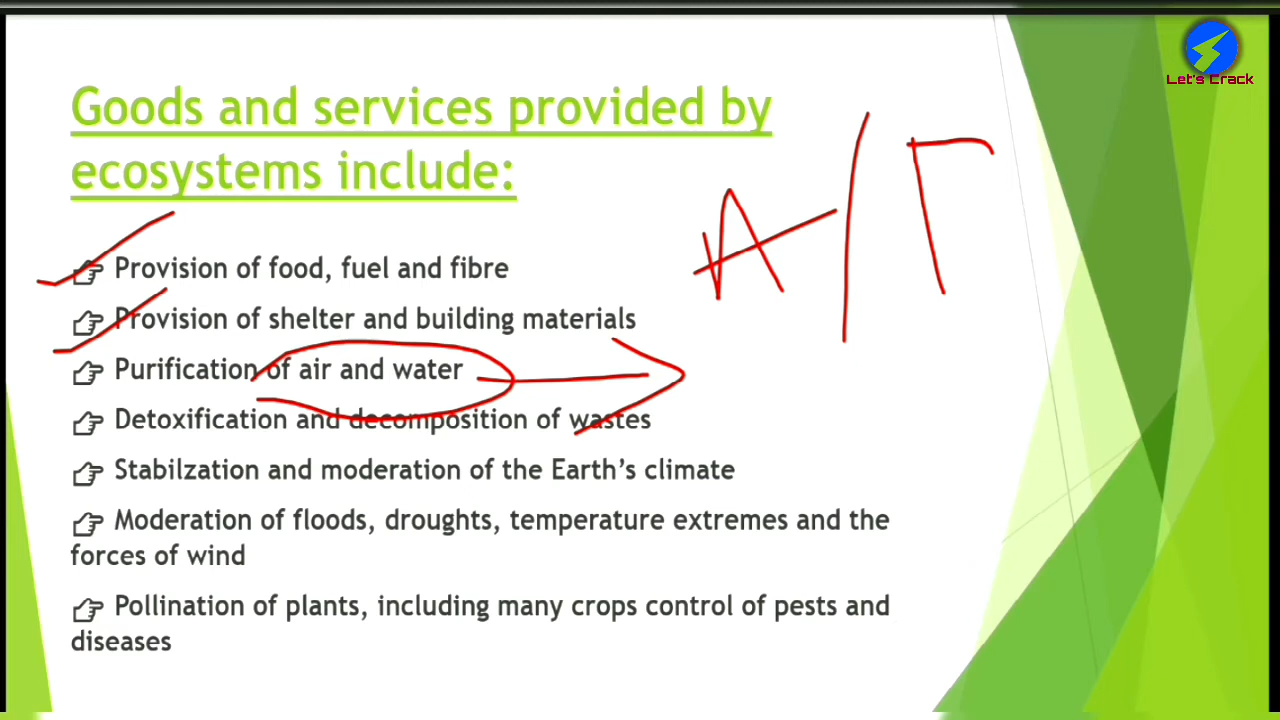 Let's Crack
Goods and services provided by
ecosystems include:
Provision of food, fuel and fibre
Provision of shelter and building materials
Purification of air and water
Detoxification and decomposition of wastes
Stabilzation and moderation of the Earth's climate
Moderation of floods, droughts, temperature extremes and the
forces of wind
Pollination of plants, including many crops control of pests and
diseases